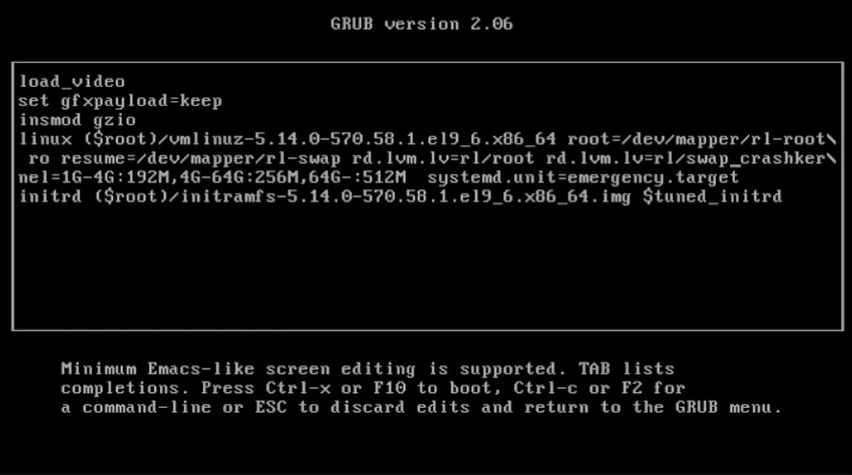 GRUB version 2.06
load_video
set gfxpayload=keep
insmod gzio
linux ($root)/vmlinuz-5.14.0-570.58.1.el9_6.x86_64 root=/dev/mapper/rl-root\
ro resume=/dev/mapper/rl-swap rd.lvm.lv=rl/root rd.lvm.lv=rl/swap_crashker\
nel=1G-4G:192M,4G-64G:256M,64G-:512M  systemd.unit=emergency.target
initrd ($root)/initramfs-5.14.0-570.58.1.el9_6.x86_64.img $tuned_initrd
Minimum Emacs-like screen editing is supported. TAB lists
completions. Press Ctrl-x or F10 to boot, Ctrl-c or F2 for
a command-line or ESC to discard edits and return to the GRUB menu.